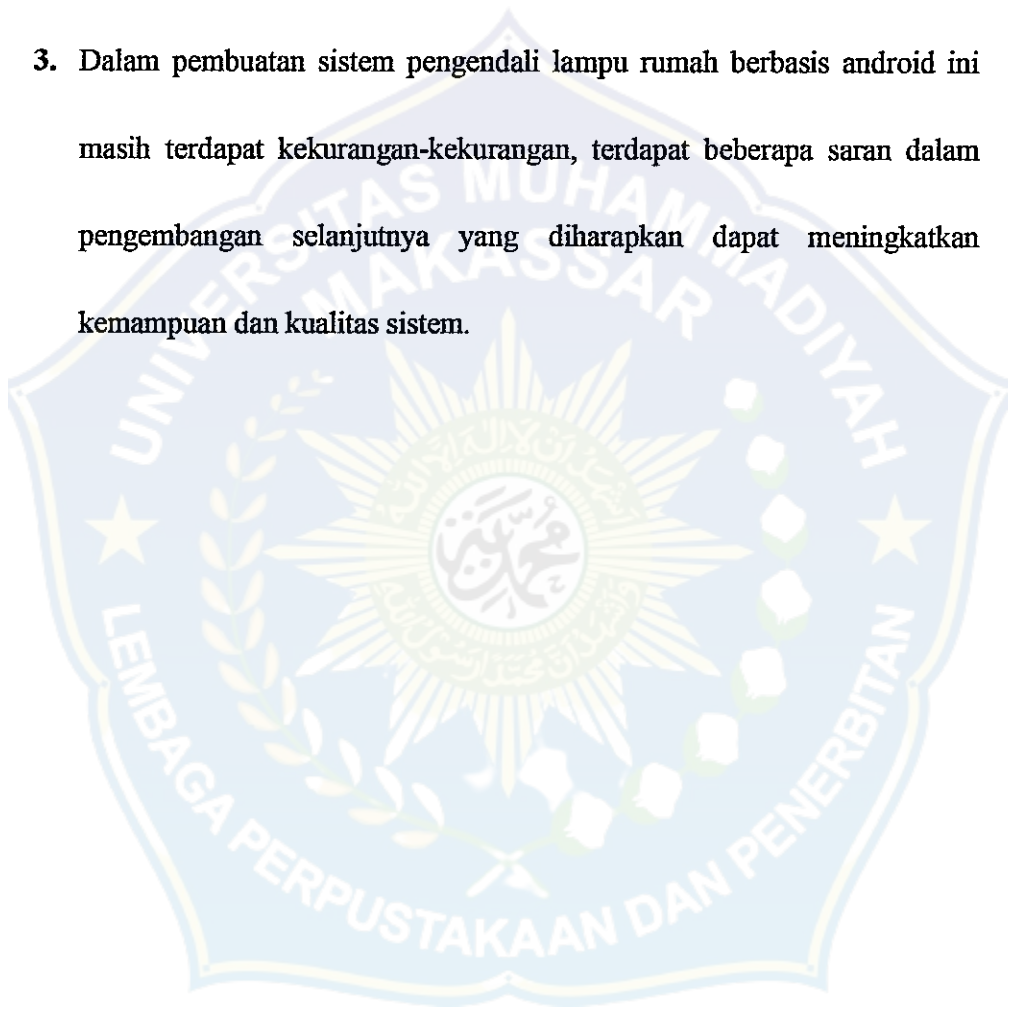 3. Dalam pembuatan sistem pengendali lampu rumah berbasis android ini
masih terdapat kekurangan-kekurangan, terdapat beberapa saran dalam
pengembangan selanjutnya yang diharapkan dapat meningkatkan
kemampuan dan kualitas sistem.
UNIVERSITAS MUHAMMADIYAH
MAKASSAR
LEMBAGA PERPUSTAKAAN DAN PENERBITAN